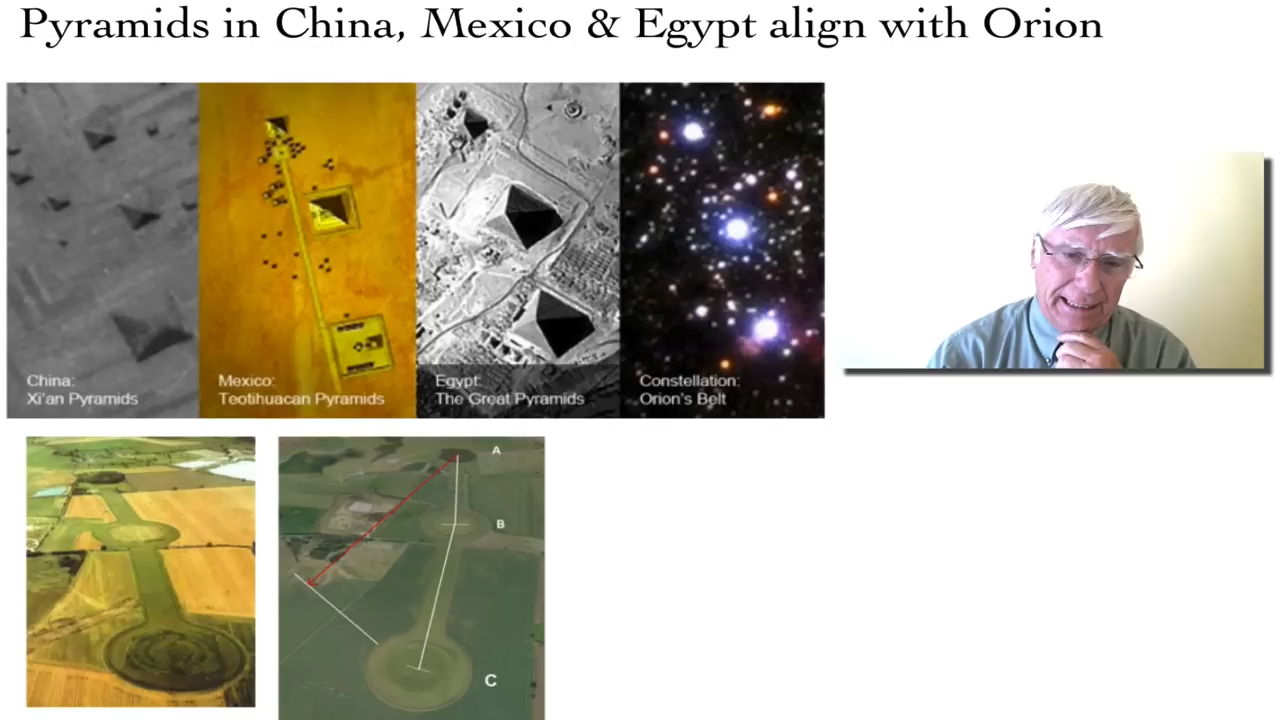 Pyramids in China, Mexico & Egypt align with Orion
China:
Xi'an Pyramids
Mexico:
Teotihuacan Pyramids
Egypt:
The Great Pyramids
Constellation:
Orion's Belt
A
B
C